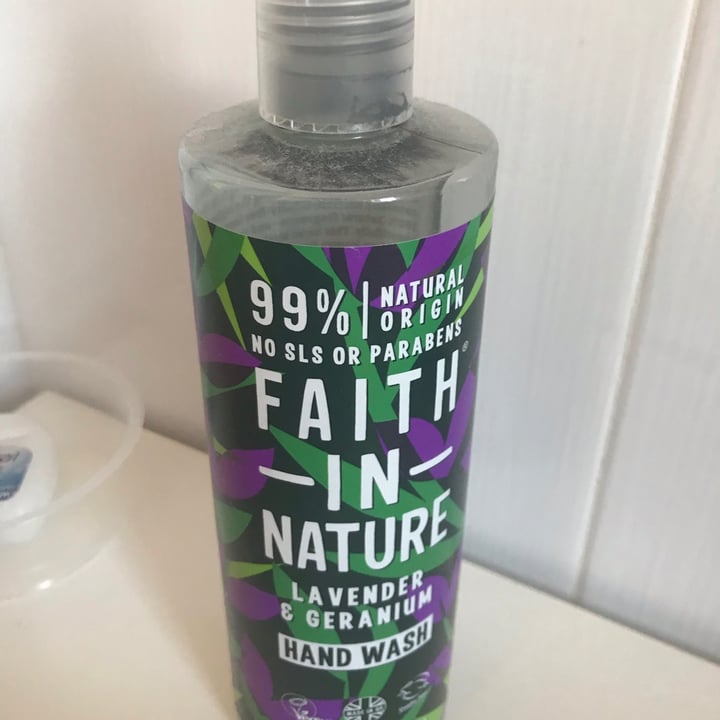 99% | NATURAL ORIGIN
NO SLS OR PARABENS
FAITH®
—IN—
NATURE
LAVENDER
& GERANIUM
HAND WASH